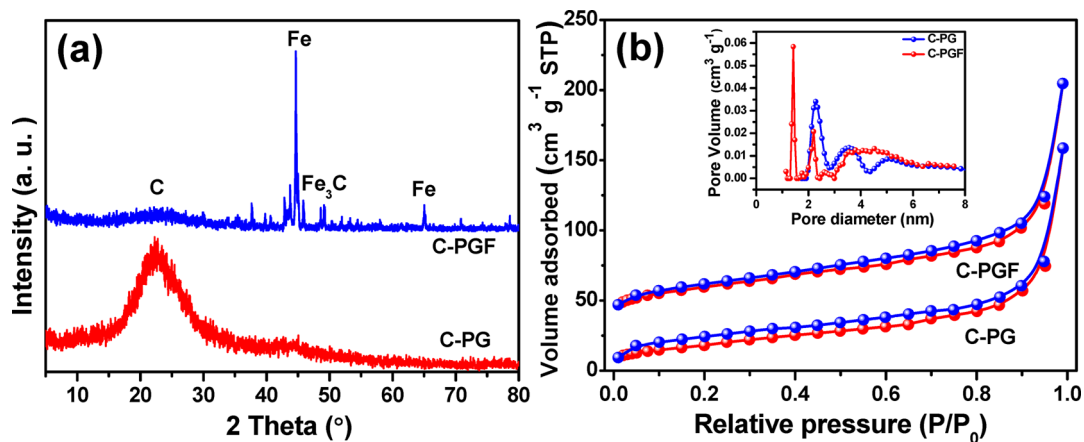 (a)
Fe
Fe3C
C
Fe
C-PGF
C-PG
Intensity (a. u.)
5 10 20 30 40 50 60 70 80
2 Theta (°)
(b)
250
200
150
100
50
0
Volume adsorbed (cm3 g-1 STP)
C-PG
C-PGF
0.06
0.05
0.04
0.03
0.02
0.01
0.00
Pore Volume (cm3 g-1)
0 2 4 6 8
Pore diameter (nm)
C-PGF
C-PG
0.0 0.2 0.4 0.6 0.8 1.0
Relative pressure (P/P0)